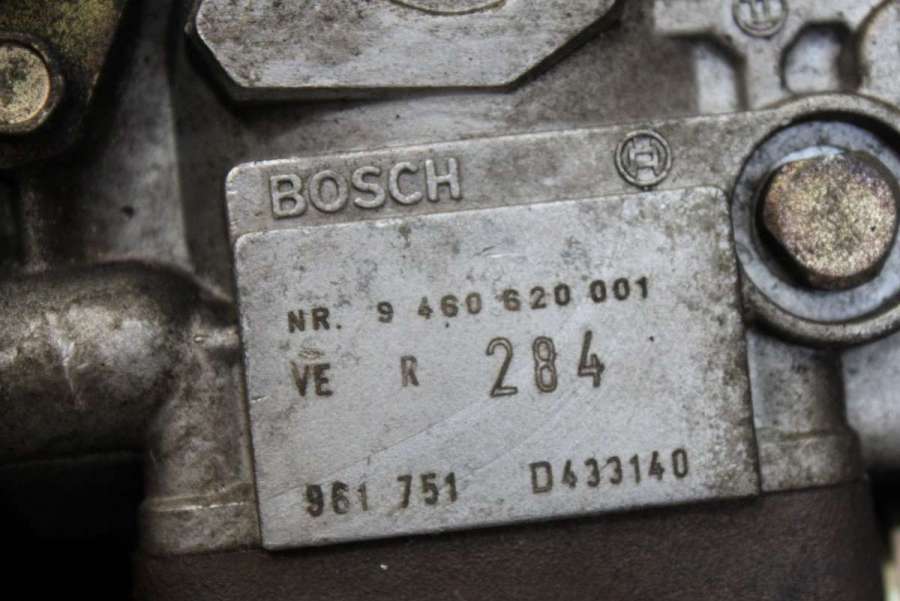 BOSCH
NR. 9 460 620 001
VE R 284
961 751 D433140